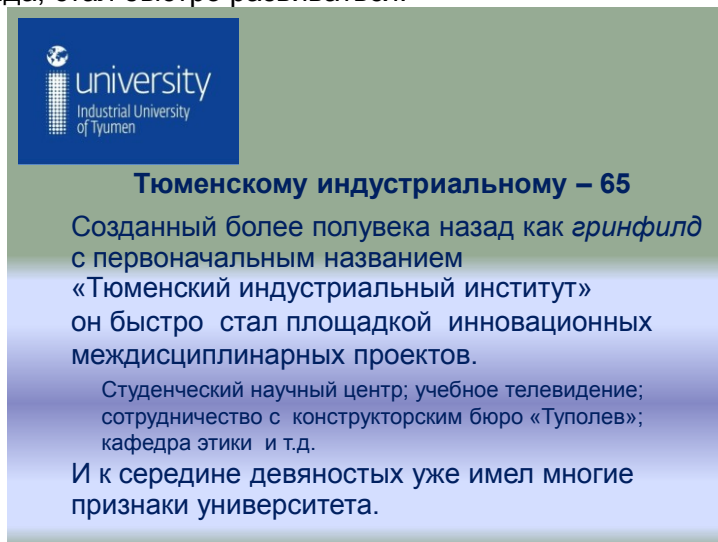 university
Industrial University
of Tyumen
Тюменскому индустриальному – 65
Созданный более полувека назад как гринфилд
с первоначальным названием
«Тюменский индустриальный институт»
он быстро стал площадкой инновационных
междисциплинарных проектов.
Студенческий научный центр; учебное телевидение;
сотрудничество с конструкторским бюро «Туполев»;
кафедра этики и т.д.
И к середине девяностых уже имел многие
признаки университета.